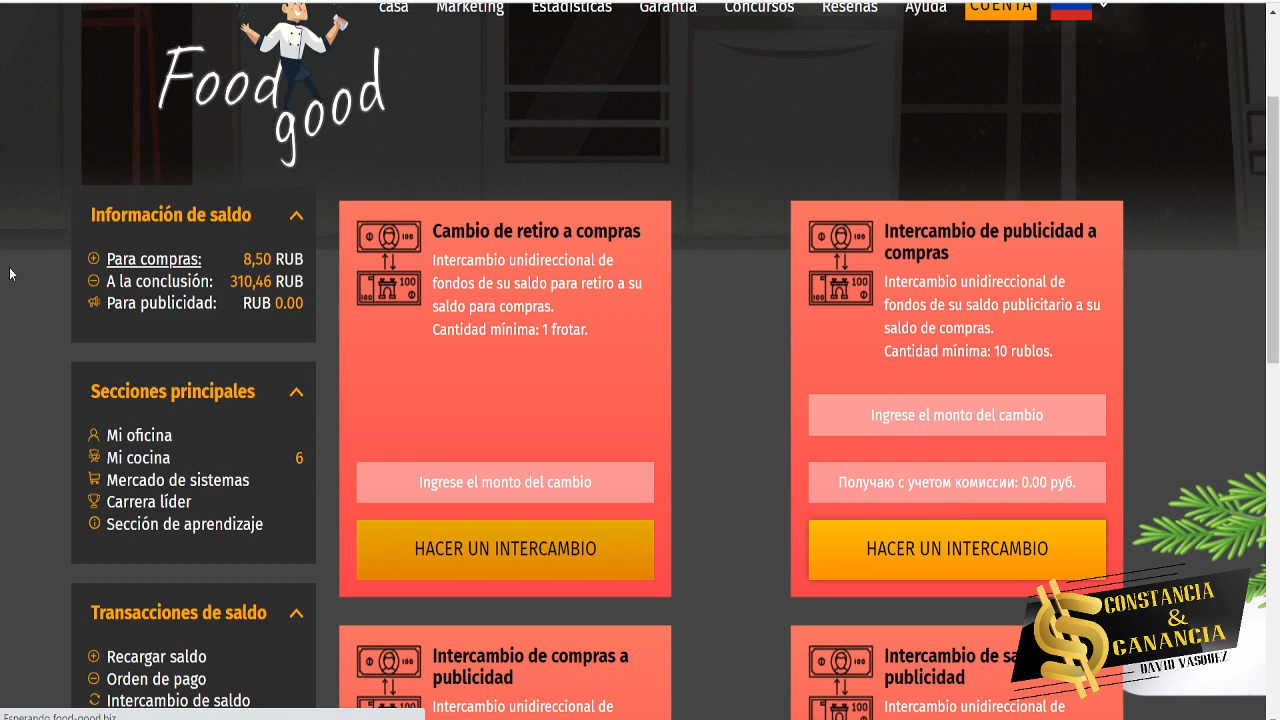 casa Marketing Estadísticas Garantía Concursos Reseñas Ayuda CUENTA
Food
good
Información de saldo
Para compras: 8,50 RUB
A la conclusión: 310,46 RUB
Para publicidad: RUB 0.00
Secciones principales
Mi oficina
Mi cocina 6
Mercado de sistemas
Carrera líder
Sección de aprendizaje
Transacciones de saldo
Recargar saldo
Orden de pago
Intercambio de saldo
Esperando food-good.biz
Cambio de retiro a compras
Intercambio unidireccional de
fondos de su saldo para retiro a su
saldo para compras.
Cantidad mínima: 1 frotar.
Ingrese el monto del cambio
HACER UN INTERCAMBIO
Intercambio de publicidad a
compras
Intercambio unidireccional de
fondos de su saldo publicitario a su
saldo de compras.
Cantidad mínima: 10 rublos.
Ingrese el monto del cambio
Получаю с учетом комиссии: 0.00 руб.
HACER UN INTERCAMBIO
Intercambio de compras a
publicidad
Intercambio unidireccional de
Intercambio de
publicidad
Intercambio unidireccional de
CONSTANCIA
&
GANANCIA
DAVID VASQUEZ